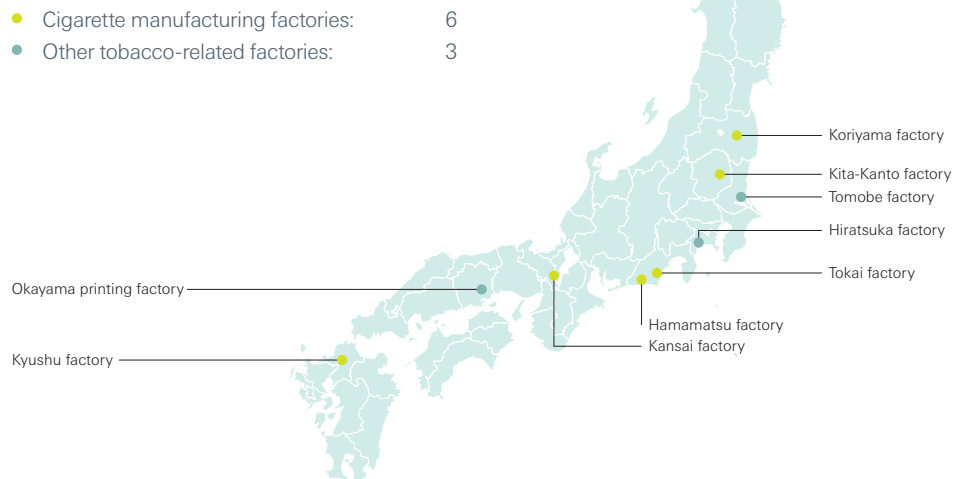 Cigarette manufacturing factories: 6
Other tobacco-related factories: 3
Koriyama factory
Kita-Kanto factory
Tomobe factory
Hiratsuka factory
Tokai factory
Okayama printing factory
Hamamatsu factory
Kansai factory
Kyushu factory